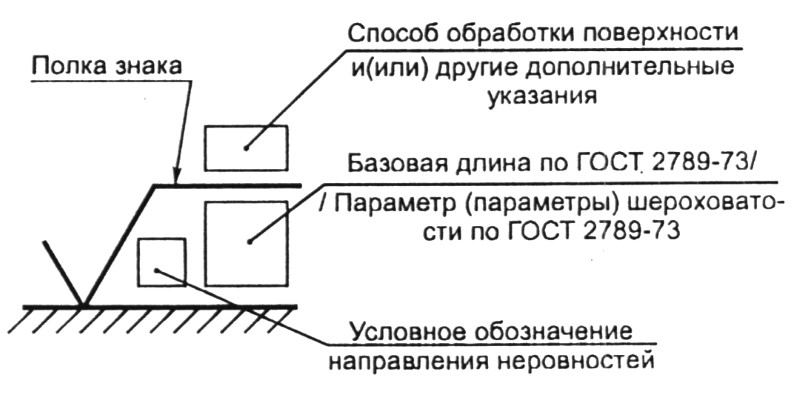 Способ обработки поверхности
и(или) другие дополнительные
указания
Полка знака
Базовая длина по ГОСТ 2789-73/
/ Параметр (параметры) шероховато-
сти по ГОСТ 2789-73
Условное обозначение
направления неровностей